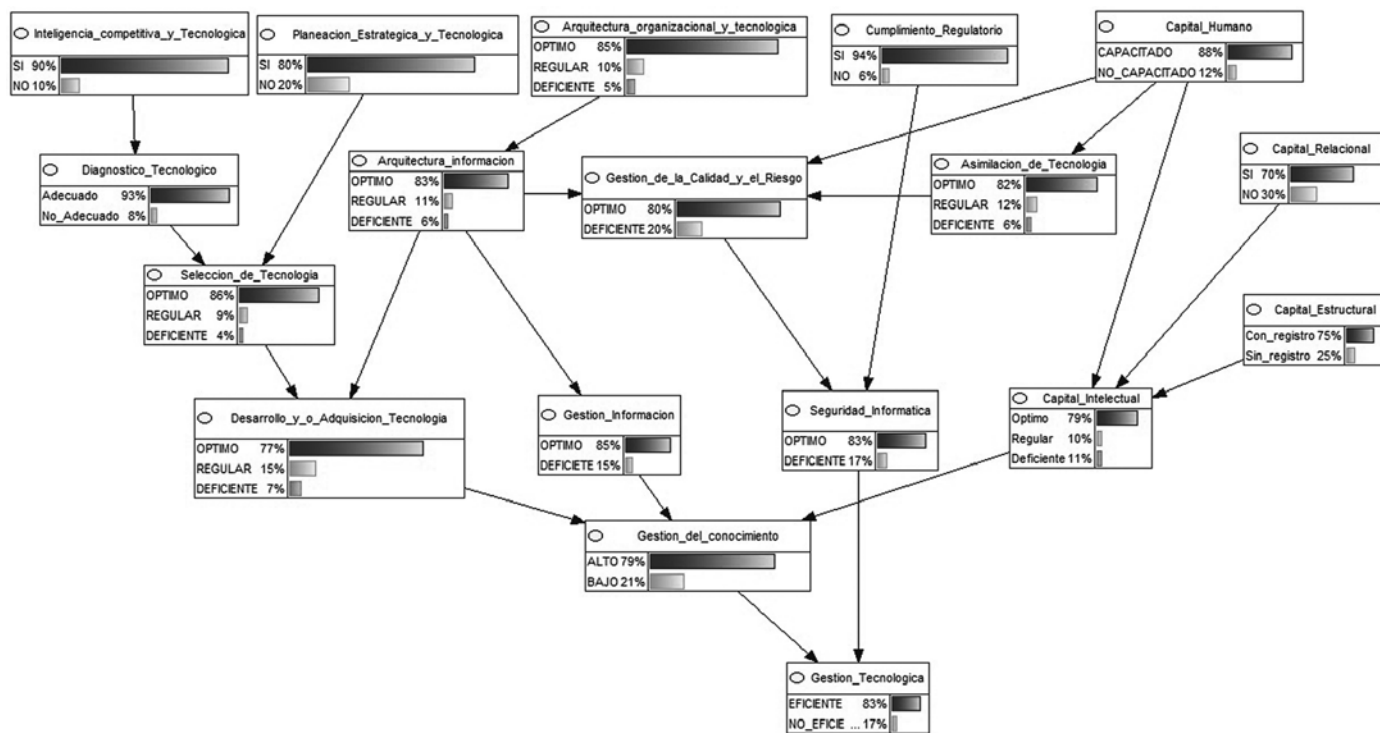 Inteligencia_competitiva_y_Tecnológica
SI 90%
NO 10%
Planeacion_Estrategica_y_Tecnologica
SI 80%
NO 20%
Arquitectura_organizacional_y_tecnologica
OPTIMO 85%
REGULAR 10%
DEFICIENTE 5%
Cumplimiento_Regulatorio
SI 94%
NO 6%
Capital_Humano
CAPACITADO 88%
NO_CAPACITADO 12%
Diagnóstico_Tecnologico
Adecuado 93%
No_Adecuado 8%
Arquitectura_informacion
OPTIMO 83%
REGULAR 11%
DEFICIENTE 6%
Gestion_de_la_Calidad_y_el_Riesgo
OPTIMO 80%
DEFICIENTE 20%
Asimilacion_de_Tecnología
OPTIMO 82%
REGULAR 12%
DEFICIENTE 6%
Capital_Relacional
SI 70%
NO 30%
Seleccion_de_Tecnología
OPTIMO 86%
REGULAR 9%
DEFICIENTE 4%
Capital_Estructural
Con_registro 75%
Sin_registro 25%
Desarrollo_y_o_Adquisicion_Tecnología
OPTIMO 77%
REGULAR 15%
DEFICIENTE 7%
Gestion_Informacion
OPTIMO 85%
DEFICIETE 15%
Seguridad_Informatica
OPTIMO 83%
DEFICIENTE 17%
Capital_Intelectual
Optimo 79%
Regular 10%
Deficiente 11%
Gestion_del_conocimiento
ALTO 79%
BAJO 21%
Gestion_Tecnologica
EFICIENTE 83%
NO_EFICIE ... 17%